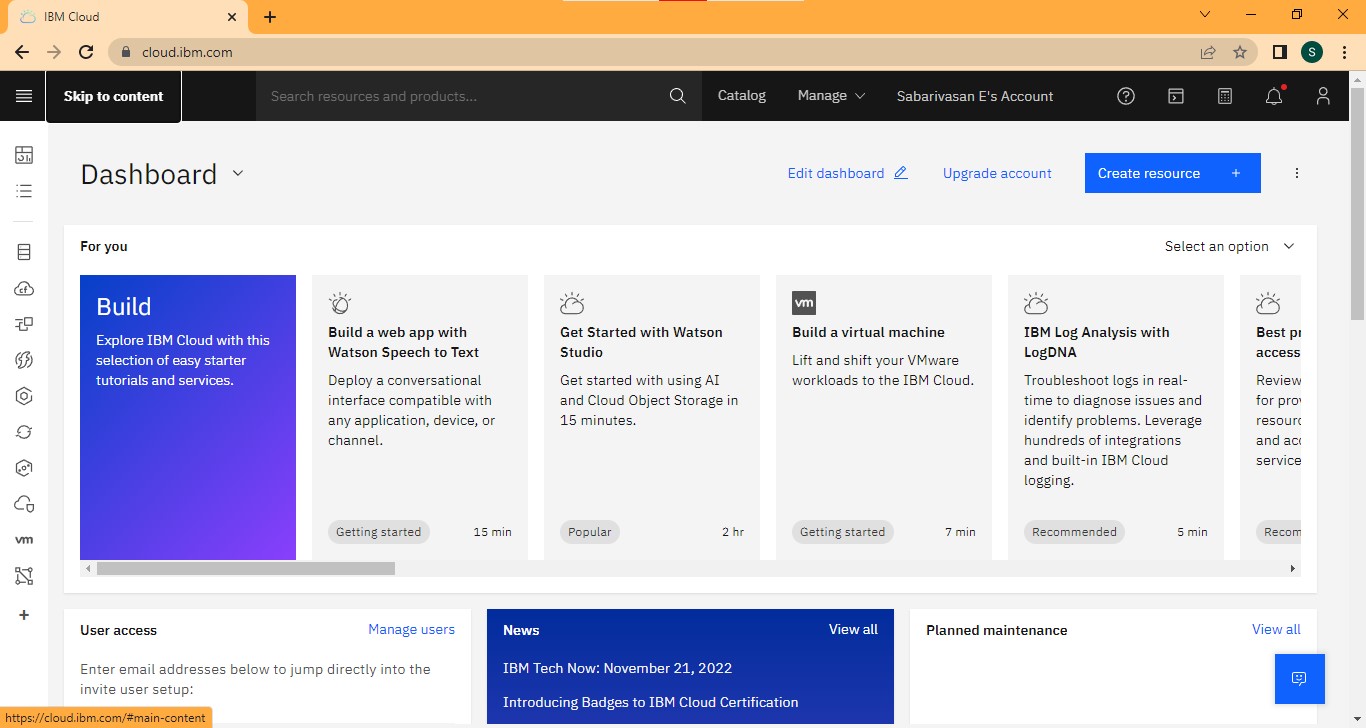 IBM Cloud
cloud.ibm.com
S
Skip to content
Search resources and products...
Catalog
Manage
Sabarivasan E's Account
Dashboard
Edit dashboard
Upgrade account
Create resource +
For you
Select an option
Build
Explore IBM Cloud with this
selection of easy starter
tutorials and services.
Build a web app with
Watson Speech to Text
Deploy a conversational
interface compatible with
any application, device, or
channel.
Getting started
15 min
Get Started with Watson
Studio
Get started with using AI
and Cloud Object Storage in
15 minutes.
Popular
2 hr
vm
Build a virtual machine
Lift and shift your VMware
workloads to the IBM Cloud.
Getting started
7 min
IBM Log Analysis with
LogDNA
Troubleshoot logs in real-
time to diagnose issues and
identify problems. Leverage
hundreds of integrations
and built-in IBM Cloud
logging.
Recommended
5 min
Best pr
access
Review
for prov
resourc
and acc
service
Recom
cf
vm
User access
Manage users
Enter email addresses below to jump directly into the
invite user setup:
News
View all
IBM Tech Now: November 21, 2022
Introducing Badges to IBM Cloud Certification
Planned maintenance
View all
https://cloud.ibm.com/#main-content